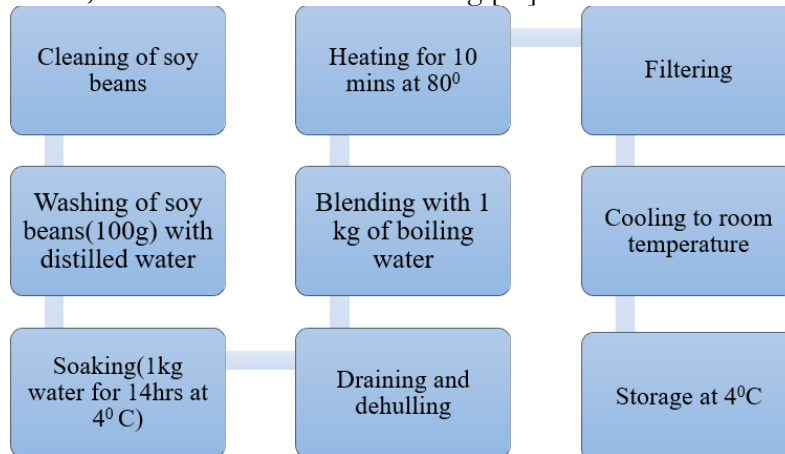 Cleaning of soy
beans
Washing of soy
beans(100g) with
distilled water
Soaking(1kg
water for 14hrs at
4⁰ C)
Draining and
dehulling
Blending with 1
kg of boiling
water
Heating for 10
mins at 80⁰
Filtering
Cooling to room
temperature
Storage at 4⁰C